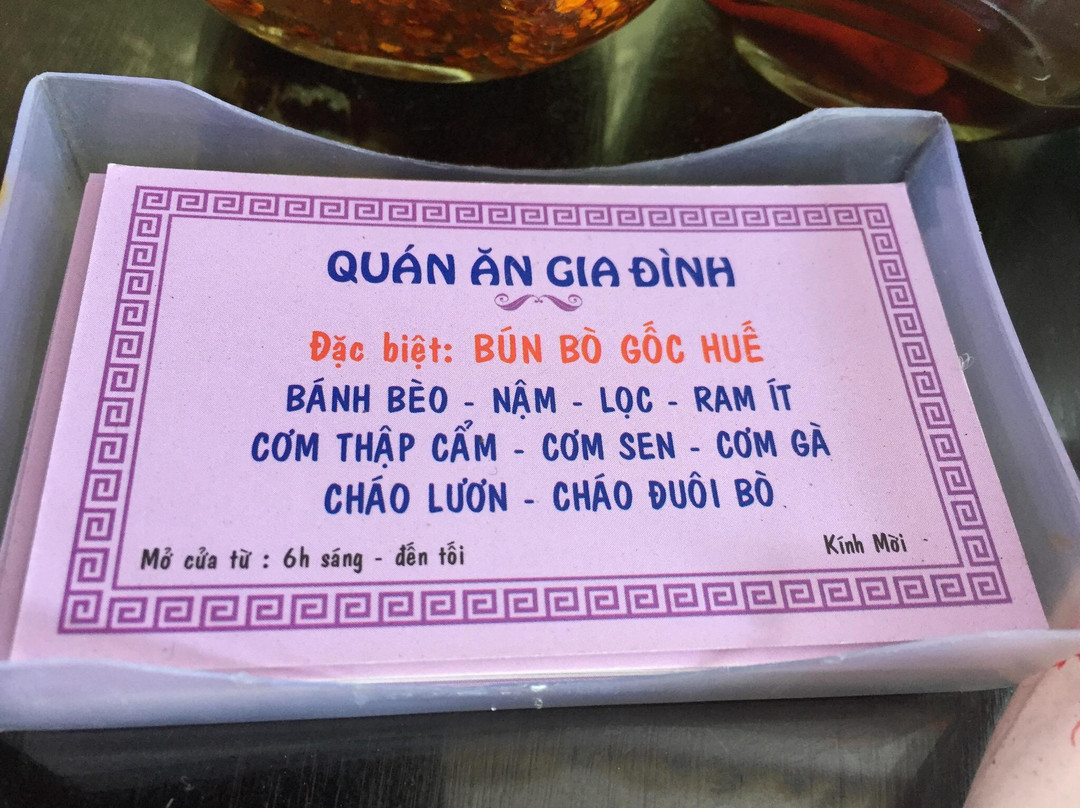 QUÁN ĂN GIA ĐÌNH
Đặc biệt: BÚN BÒ GỐC HUẾ
BÁNH BÈO - NẬM - LỌC - RAM ÍT
CƠM THẬP CẨM - CƠM SEN - CƠM GÀ
CHÁO LƯƠN - CHÁO ĐUÔI BÒ
Mở cửa từ : 6h sáng - đến tối
Kính Mời